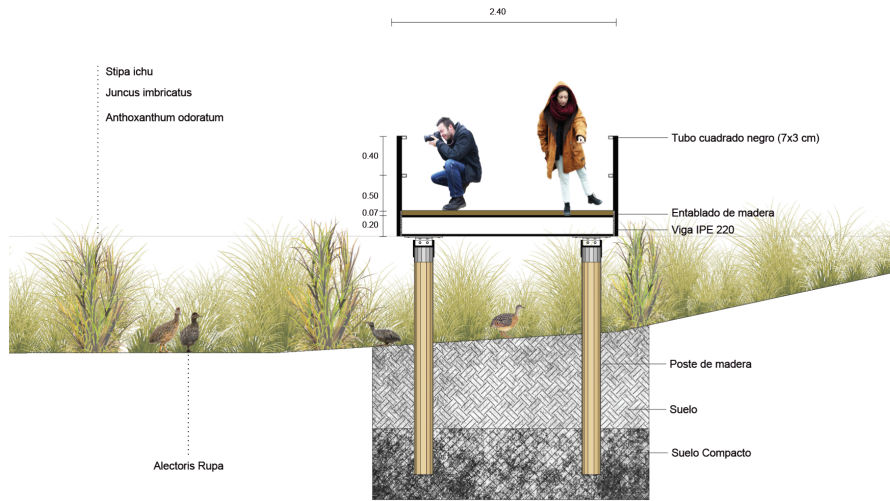 2.40
Stipa ichu
Juncus imbricatus
Anthoxanthum odoratum
Tubo cuadrado negro (7x3 cm)
0.40
0.50
0.07
0.20
Entablado de madera
Viga IPE 220
Poste de madera
Suelo
Suelo Compacto
Alectoris Rupa